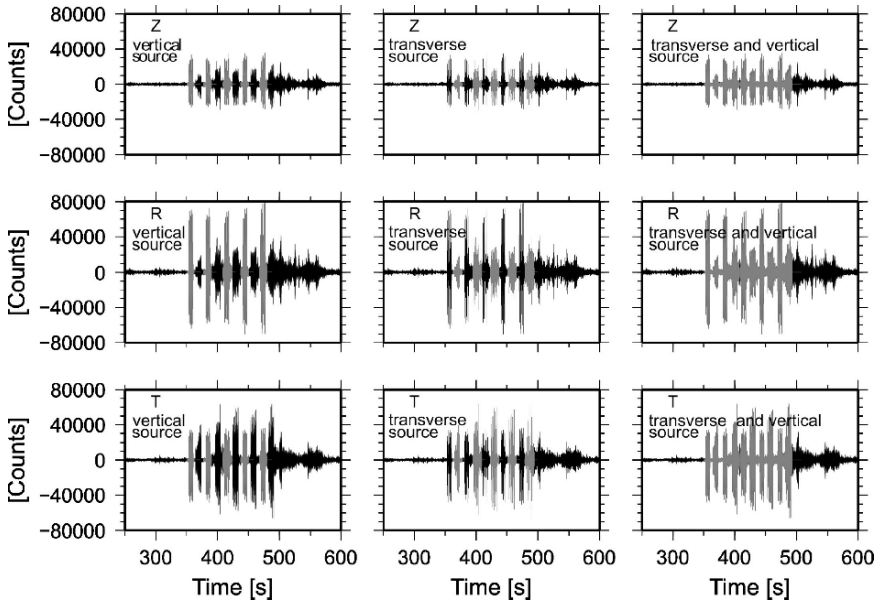 Z
vertical
source
Z
transverse
source
Z
transverse and vertical
source
80000
40000
0
−40000
−80000
[Counts]
R
vertical
source
R
transverse
source
R
transverse and vertical
source
80000
40000
0
−40000
−80000
[Counts]
T
vertical
source
T
transverse
source
T
transverse and vertical
source
80000
40000
0
−40000
−80000
[Counts]
300 400 500 600
300 400 500 600
300 400 500 600
Time [s]
Time [s]
Time [s]